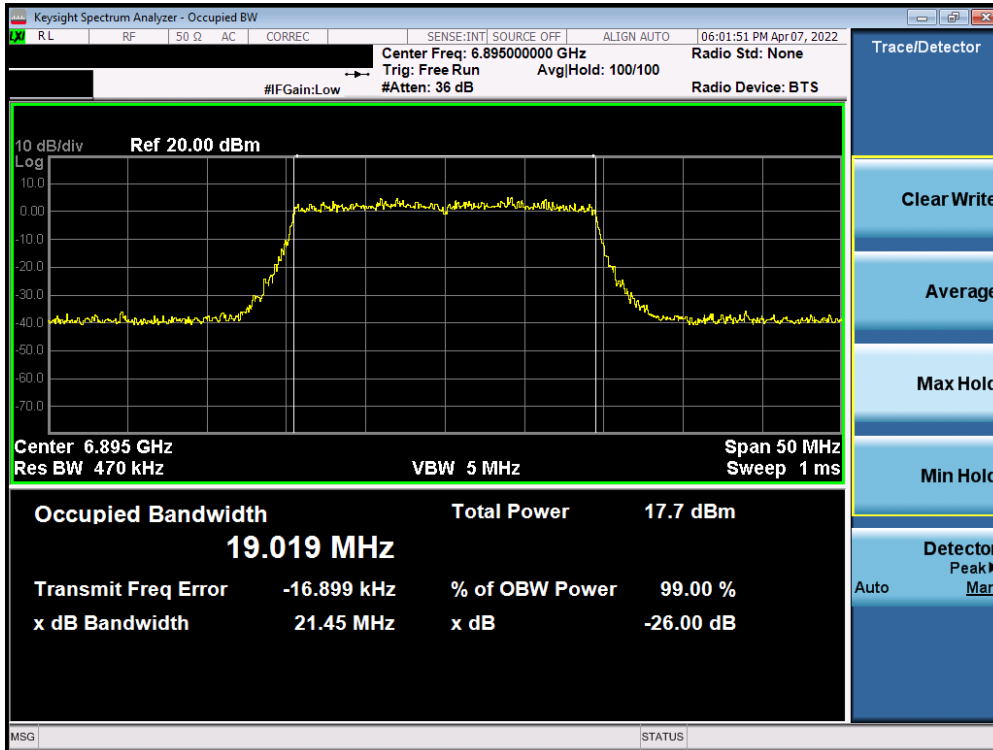 Keysight Spectrum Analyzer - Occupied BW
LXI RL RF 50 Ω AC CORREC SENSE:INT SOURCE OFF ALIGN AUTO 06:01:51 PM Apr 07, 2022
Center Freq: 6.895000000 GHz Radio Std: None
Trig: Free Run Avg|Hold: 100/100
#IFGain:Low #Atten: 36 dB Radio Device: BTS
10 dB/div Ref 20.00 dBm
Log
10.0
0.00
-10.0
-20.0
-30.0
-40.0
-50.0
-60.0
-70.0
Center 6.895 GHz Span 50 MHz
Res BW 470 kHz VBW 5 MHz Sweep 1 ms
Occupied Bandwidth Total Power 17.7 dBm
19.019 MHz
Transmit Freq Error -16.899 kHz % of OBW Power 99.00 %
x dB Bandwidth 21.45 MHz x dB -26.00 dB
Trace/Detector
Clear Write
Average
Max Hold
Min Hold
Detector
Peak
Auto Man
MSG STATUS